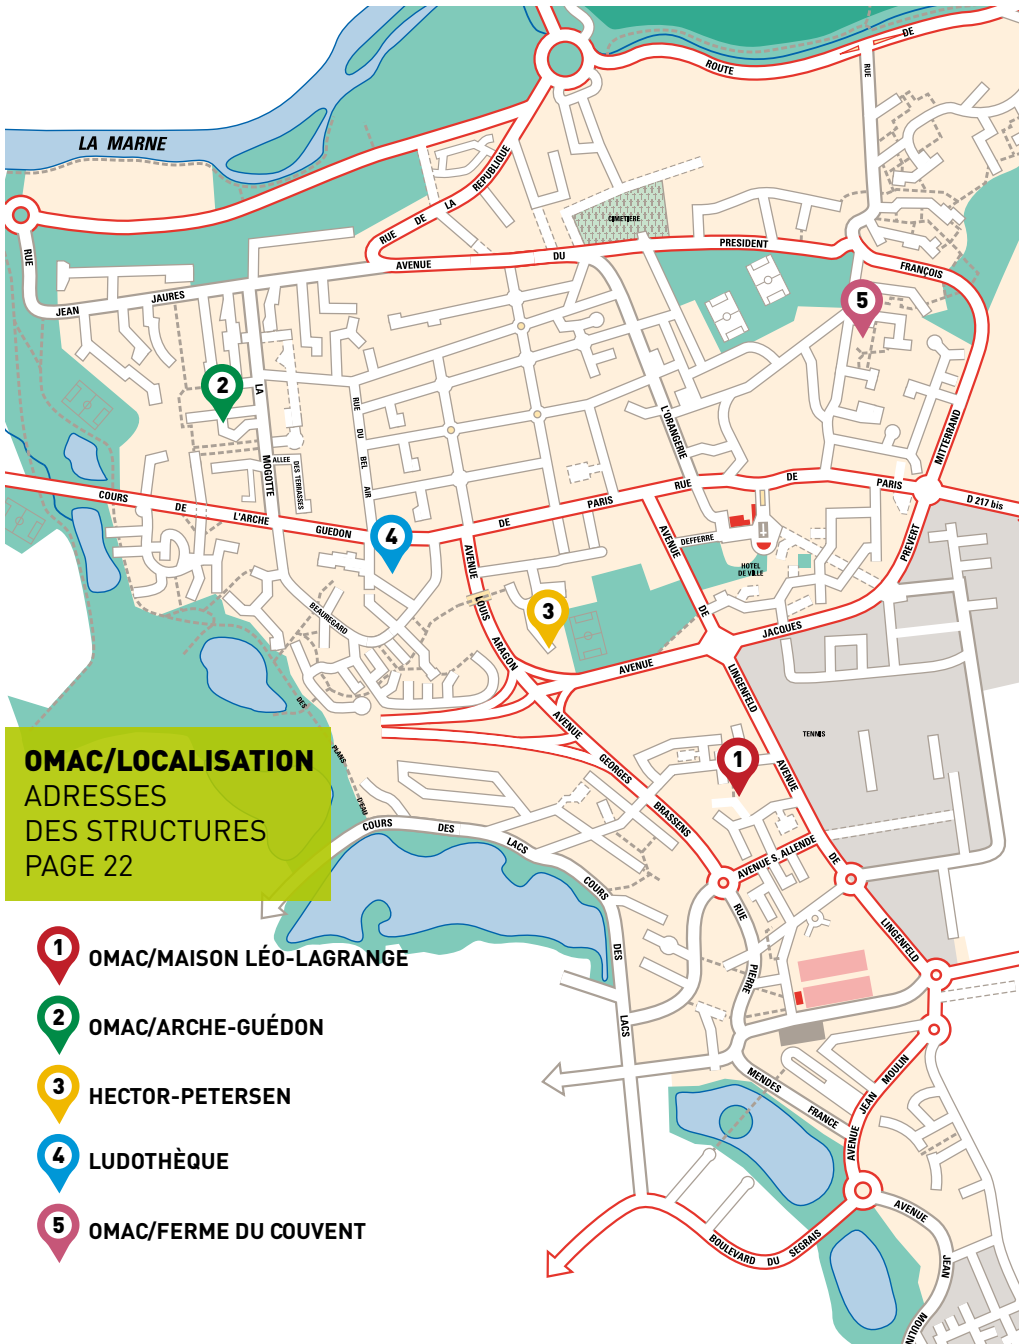 DE
ROUTE
RUE
LA MARNE
RUE DE LA RÉPUBLIQUE
CIMETIÈRE
RUE
JEAN JAURES
AVENUE DU PRESIDENT
FRANÇOIS
MITTERRAND
5
2
LA MOGOTTE
RUE DU BEL AIR
ALLEE
DES TERRASSES
L'ORANGERIE
COURS DE L'ARCHE GUEDON
4
DE PARIS
RUE DE PARIS
D 217 bis
AVENUE
DEFFERRE
HOTEL
DE VILLE
PREVERT
AVENUE LOUIS ARAGON
BEAUREGARD
3
DE
AVENUE JACQUES
LINGENFELD
DES PLANS D'EAU
OMAC/LOCALISATION
ADRESSES
DES STRUCTURES
PAGE 22
AVENUE GEORGES BRASSENS
1
TENNIS
AVENUE DE LINGENFELD
AVENUE S. ALLENDE
COURS DES LACS
COURS DES LACS
RUE PIERRE MENDES FRANCE
AVENUE JEAN MOULIN
BOULEVARD DU SEGRAIS
AVENUE JEAN MOULIN
1 OMAC/MAISON LÉO-LAGRANGE
2 OMAC/ARCHE-GUÉDON
3 HECTOR-PETERSEN
4 LUDOTHÈQUE
5 OMAC/FERME DU COUVENT